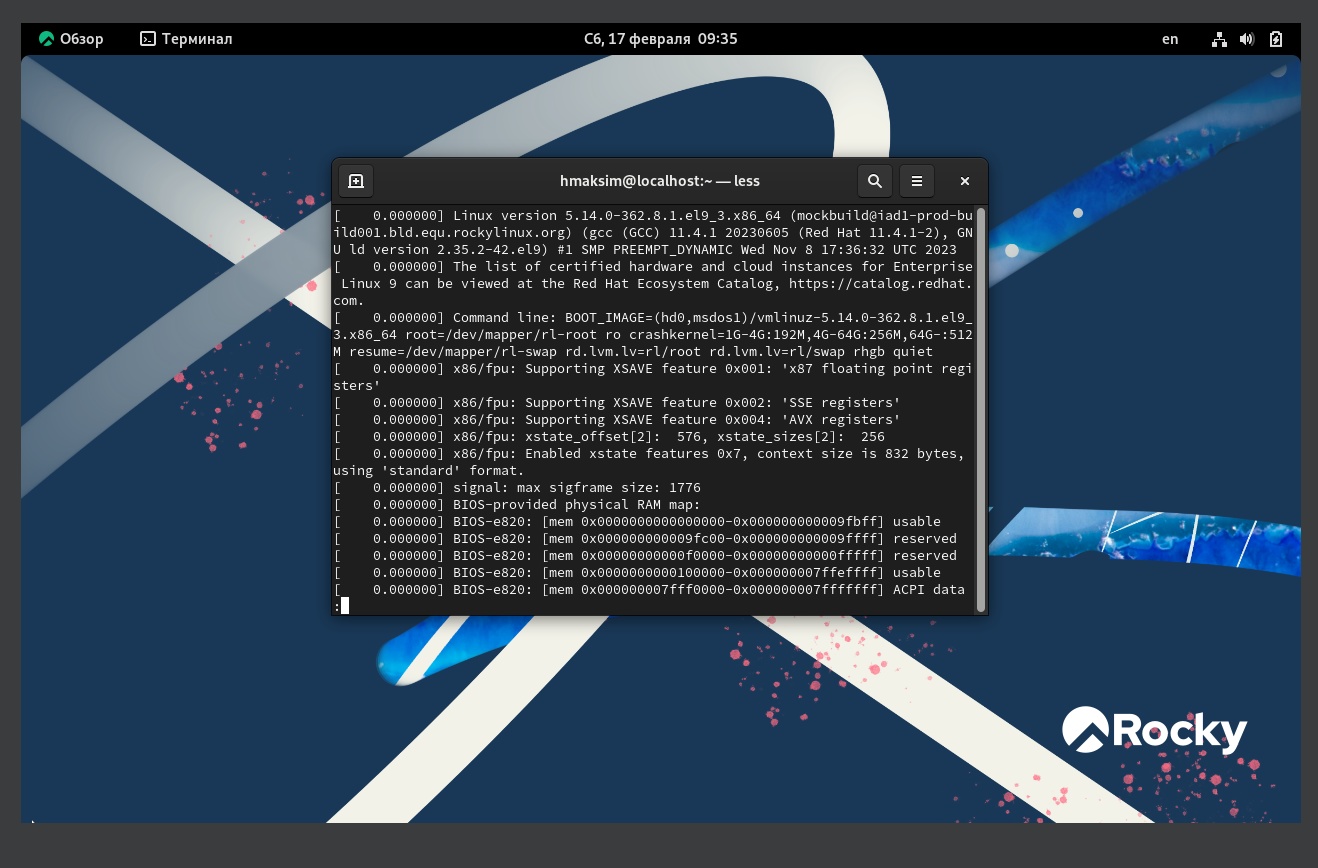 Обзор
Терминал
Сб, 17 февраля 09:35
en
hmaksim@localhost:~ — less
[    0.000000] Linux version 5.14.0-362.8.1.el9_3.x86_64 (mockbuild@iad1-prod-bu
ild001.bld.equ.rockylinux.org) (gcc (GCC) 11.4.1 20230605 (Red Hat 11.4.1-2), GN
U ld version 2.35.2-42.el9) #1 SMP PREEMPT_DYNAMIC Wed Nov 8 17:36:32 UTC 2023
[    0.000000] The list of certified hardware and cloud instances for Enterprise
 Linux 9 can be viewed at the Red Hat Ecosystem Catalog, https://catalog.redhat.
com.
[    0.000000] Command line: BOOT_IMAGE=(hd0,msdos1)/vmlinuz-5.14.0-362.8.1.el9_
3.x86_64 root=/dev/mapper/rl-root ro crashkernel=1G-4G:192M,4G-64G:256M,64G-:512
M resume=/dev/mapper/rl-swap rd.lvm.lv=rl/root rd.lvm.lv=rl/swap rhgb quiet
[    0.000000] x86/fpu: Supporting XSAVE feature 0x001: 'x87 floating point regi
sters'
[    0.000000] x86/fpu: Supporting XSAVE feature 0x002: 'SSE registers'
[    0.000000] x86/fpu: Supporting XSAVE feature 0x004: 'AVX registers'
[    0.000000] x86/fpu: xstate_offset[2]:  576, xstate_sizes[2]:  256
[    0.000000] x86/fpu: Enabled xstate features 0x7, context size is 832 bytes,
using 'standard' format.
[    0.000000] signal: max sigframe size: 1776
[    0.000000] BIOS-provided physical RAM map:
[    0.000000] BIOS-e820: [mem 0x0000000000000000-0x000000000009fbff] usable
[    0.000000] BIOS-e820: [mem 0x000000000009fc00-0x000000000009ffff] reserved
[    0.000000] BIOS-e820: [mem 0x00000000000f0000-0x00000000000fffff] reserved
[    0.000000] BIOS-e820: [mem 0x0000000000100000-0x000000007ffeffff] usable
[    0.000000] BIOS-e820: [mem 0x000000007fff0000-0x000000007fffffff] ACPI data
:
Rocky